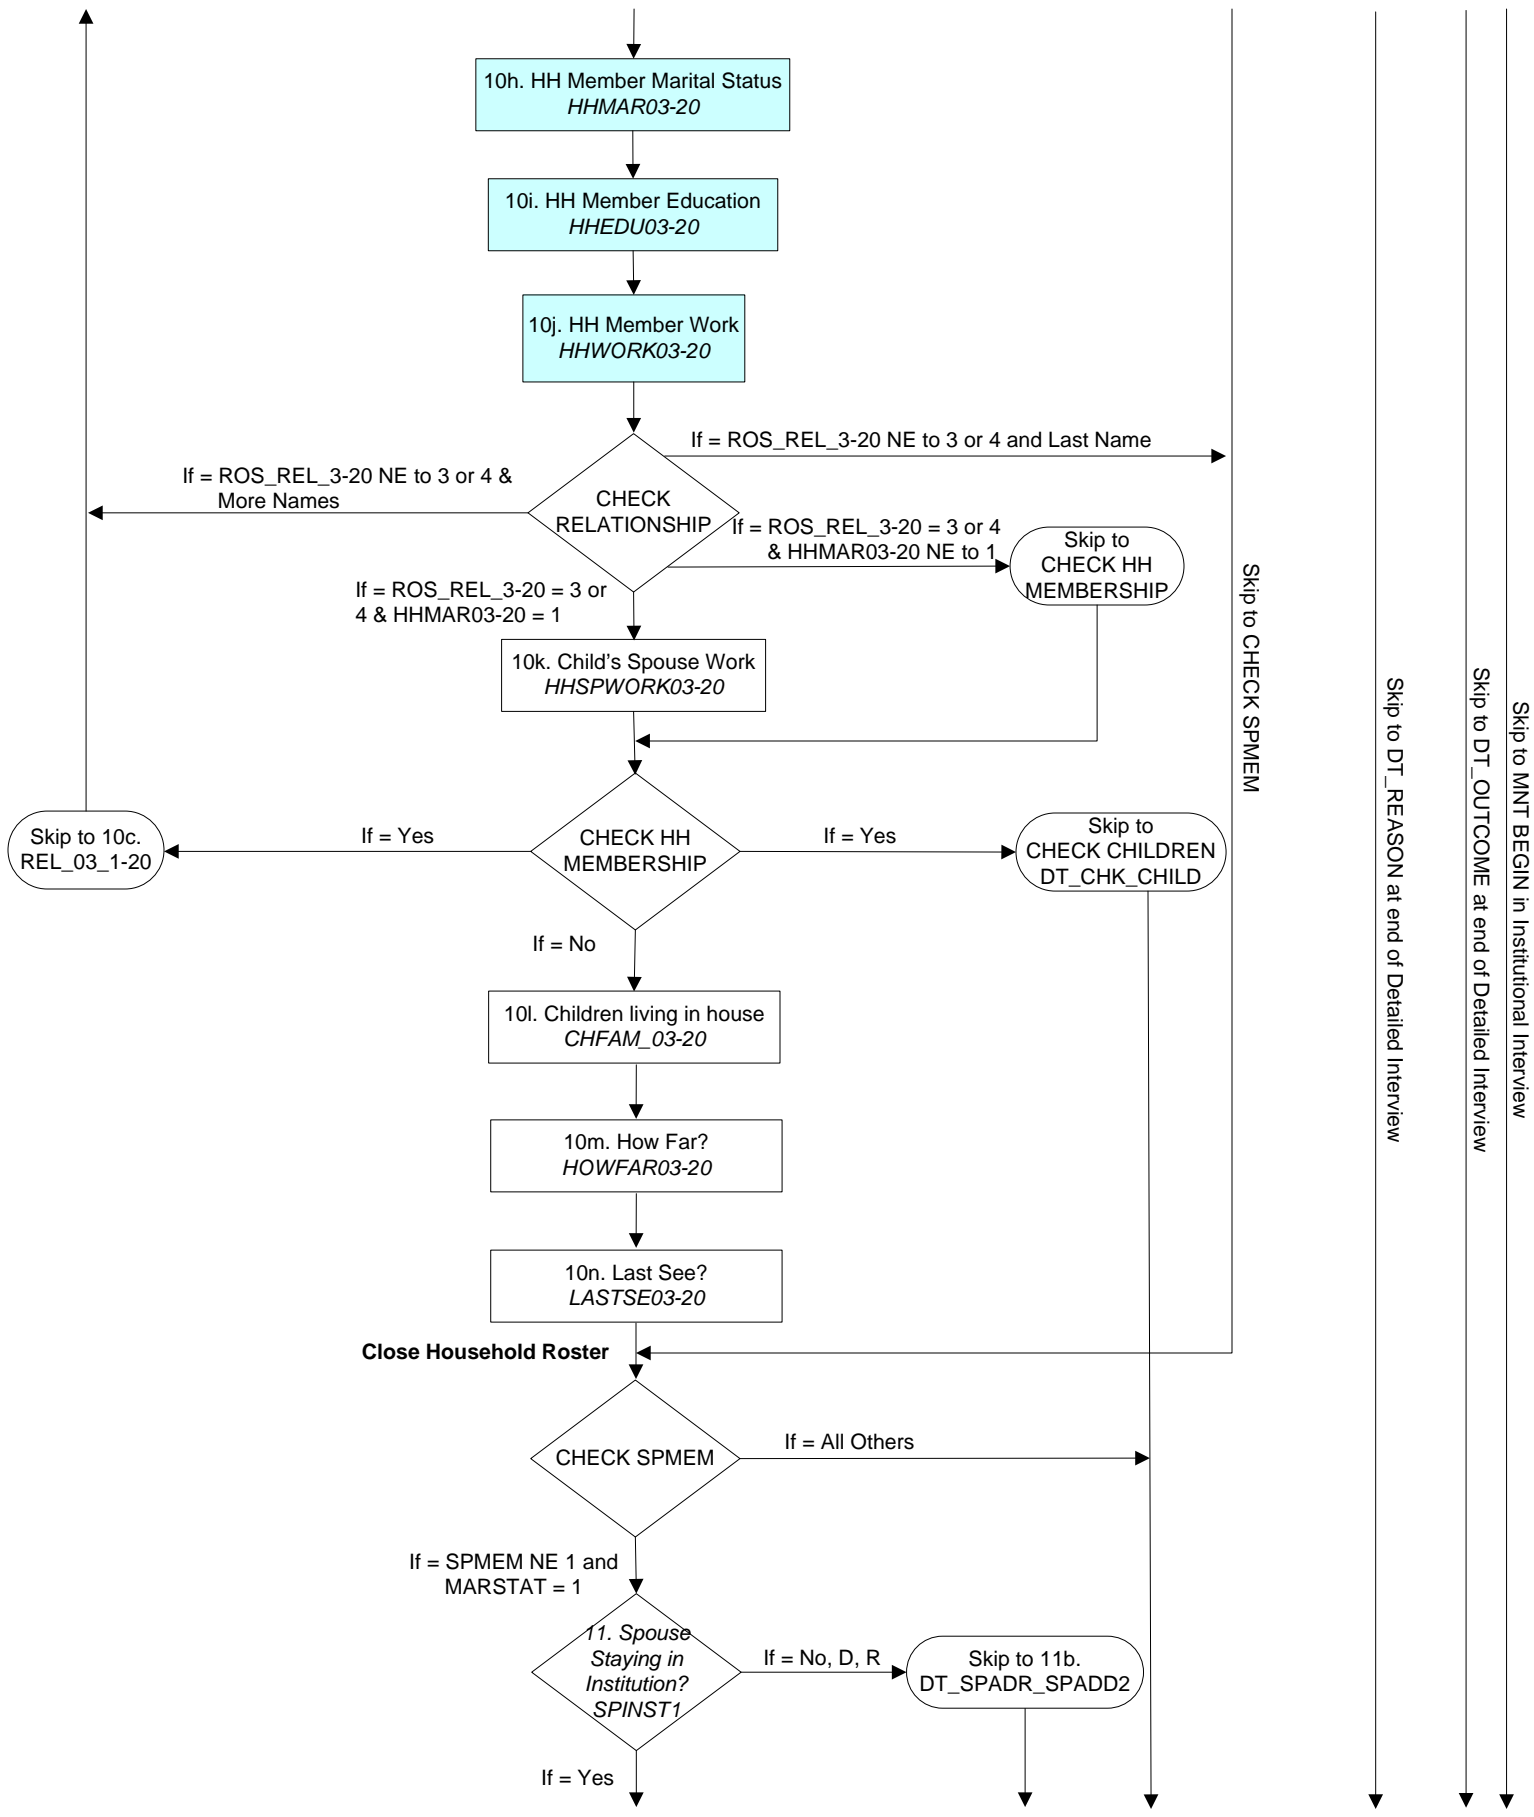 10h. HH Member Marital Status
HHMAR03-20
10i. HH Member Education
HHEDU03-20
10j. HH Member Work
HHWORK03-20
If = ROS_REL_3-20 NE to 3 or 4 and Last Name
If = ROS_REL_3-20 NE to 3 or 4 &
More Names
CHECK
RELATIONSHIP
If = ROS_REL_3-20 = 3 or 4
& HHMAR03-20 NE to 1
Skip to
CHECK HH
MEMBERSHIP
If = ROS_REL_3-20 = 3 or
4 & HHMAR03-20 = 1
10k. Child's Spouse Work
HHSPWORK03-20
Skip to CHECK SPMEM
Skip to DT_REASON at end of Detailed Interview
Skip to DT_OUTCOME at end of Detailed Interview
Skip to MNT BEGIN in Institutional Interview
Skip to 10c.
REL_03_1-20
If = Yes
CHECK HH
MEMBERSHIP
If = Yes
Skip to
CHECK CHILDREN
DT_CHK_CHILD
If = No
10l. Children living in house
CHFAM_03-20
10m. How Far?
HOWFAR03-20
10n. Last See?
LASTSE03-20
Close Household Roster
CHECK SPMEM
If = All Others
If = SPMEM NE 1 and
MARSTAT = 1
11. Spouse
Staying in
Institution?
SPINST1
If = No, D, R
Skip to 11b.
DT_SPADR_SPADD2
If = Yes